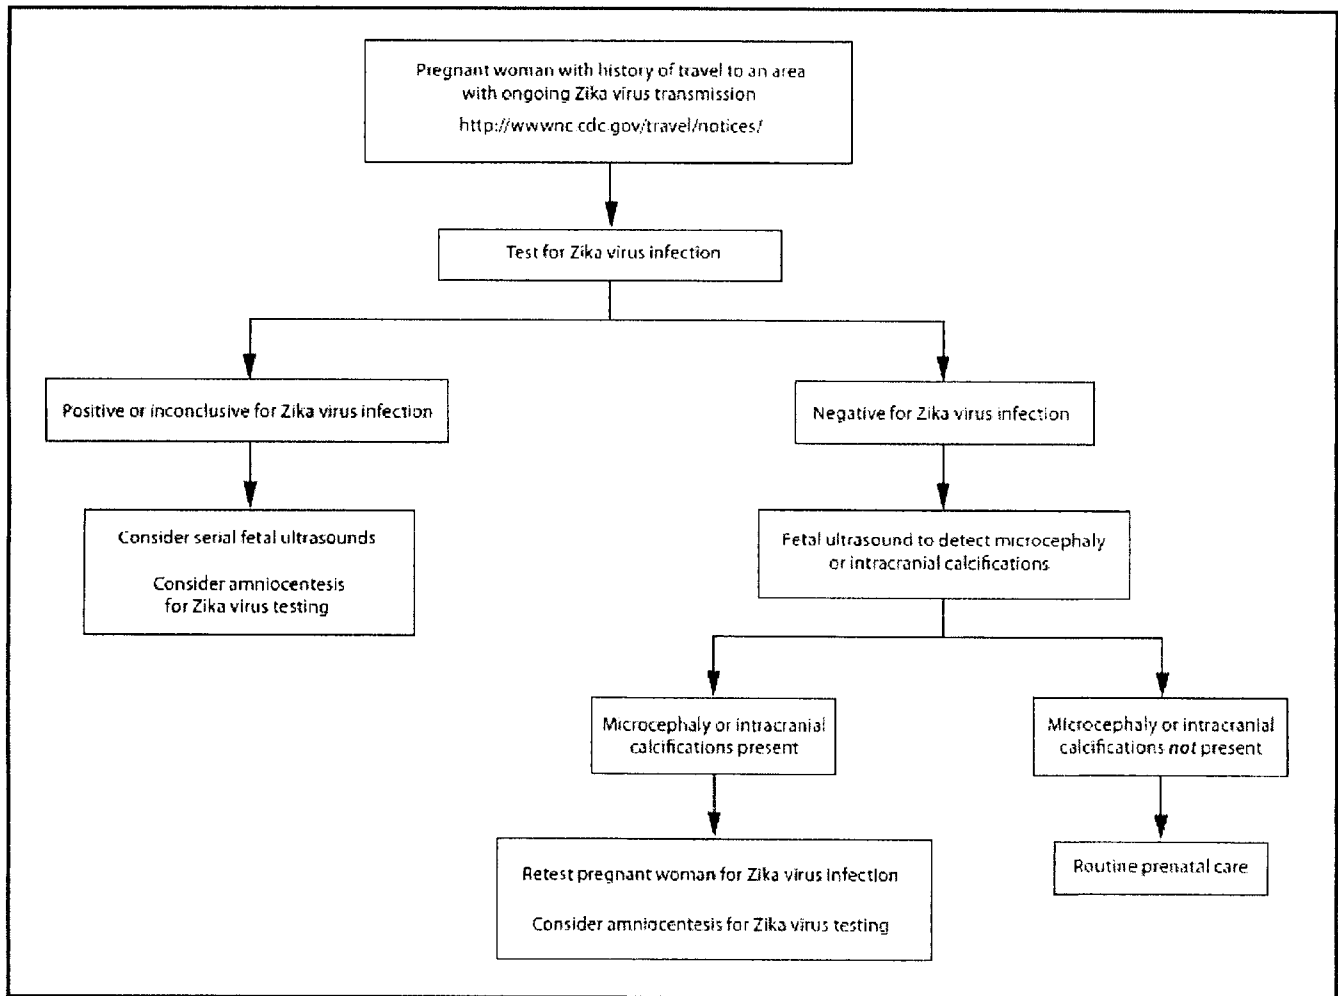 Pregnant woman with history of travel to an area
with ongoing Zika virus transmission
http://wwwnc.cdc.gov/travel/notices/
Test for Zika virus infection
Positive or inconclusive for Zika virus infection
Negative for Zika virus infection
Consider serial fetal ultrasounds
Consider amniocentesis
for Zika virus testing
Fetal ultrasound to detect microcephaly
or intracranial calcifications
Microcephaly or intracranial
calcifications present
Microcephaly or intracranial
calcifications not present
Retest pregnant woman for Zika virus infection
Consider amniocentesis for Zika virus testing
Routine prenatal care